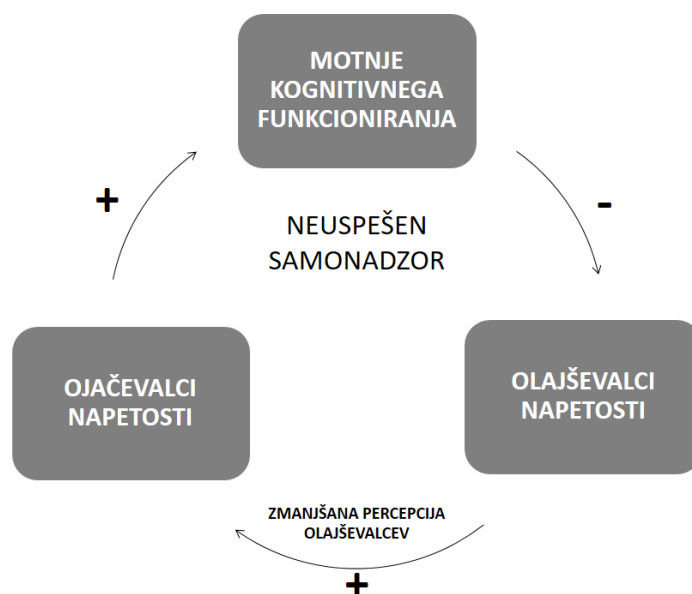 MOTNJE
KOGNITIVNEGA
FUNKCIONIRANJA
+
-
NEUSPEŠEN
SAMONADZOR
OJAČEVALCI
NAPETOSTI
OLAJŠEVALCI
NAPETOSTI
ZMANJŠANA PERCEPCIJA
OLAJŠEVALCEV
+